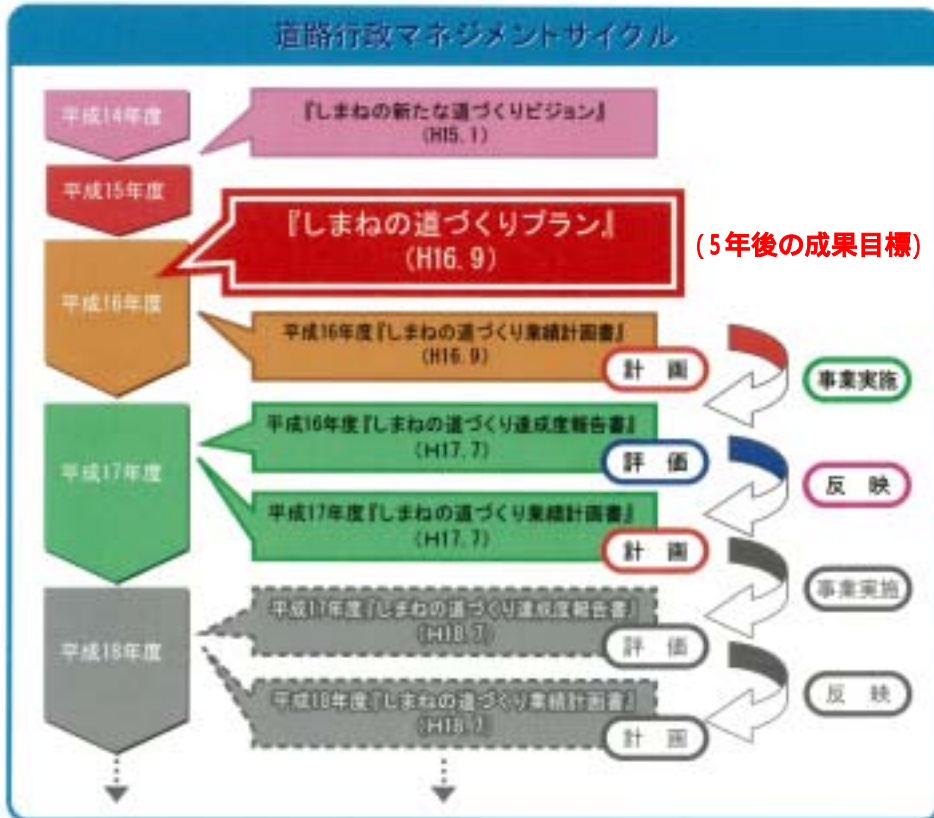 道路行政マネジメントサイクル
平成14年度
『しまねの新たな道づくりビジョン』
(H15.1)
平成15年度
『しまねの道づくりプラン』
(H16.9)
(5年後の成果目標)
平成16年度
平成16年度『しまねの道づくり業績計画書』
(H16.9)
計 画
事業実施
平成16年度『しまねの道づくり達成度報告書』
(H17.7)
評 価
平成17年度
反 映
平成17年度『しまねの道づくり業績計画書』
(H17.7)
計 画
事業実施
平成17年度『しまねの道づくり達成度報告書』
(H18.7)
評 価
平成18年度
反 映
平成18年度『しまねの道づくり業績計画書』
(H18.7)
計 画